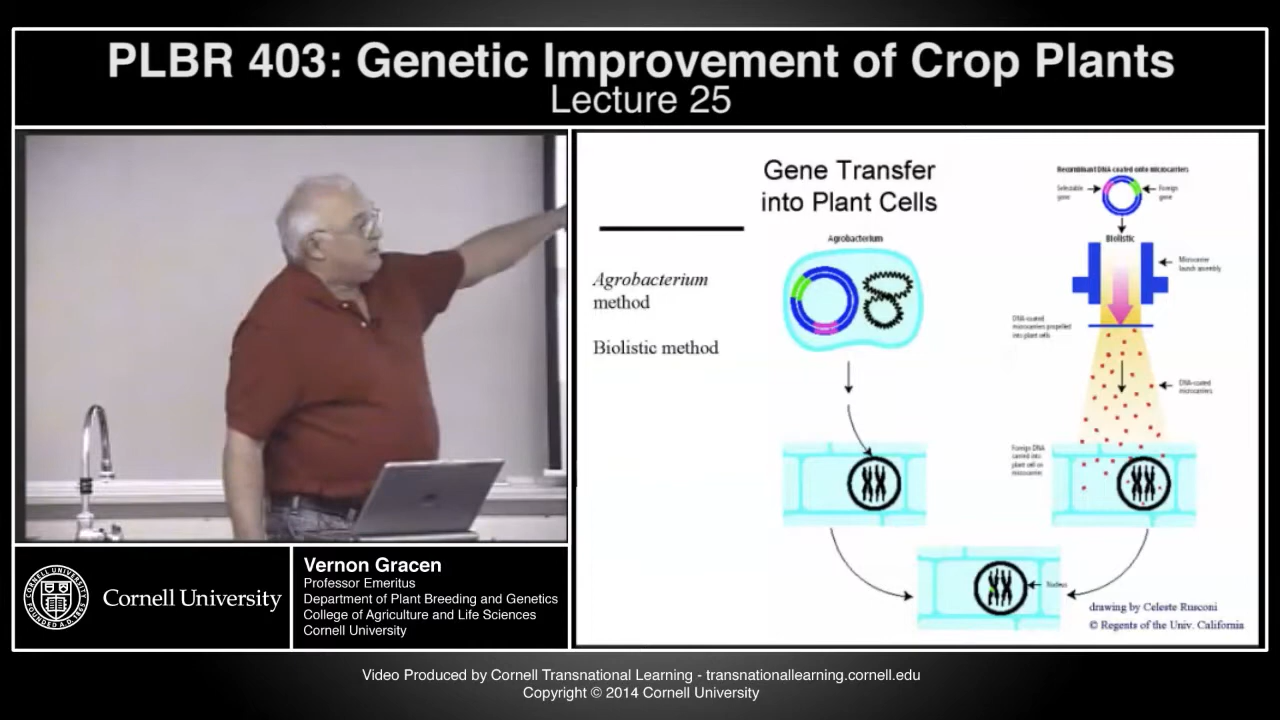 PLBR 403: Genetic Improvement of Crop Plants
Lecture 25
Gene Transfer
into Plant Cells
Agrobacterium
method
Biolistic method
Agrobacterium
Recombinant DNA coated onto microcarriers
Selectable
gene
Foreign
gene
Biolistic
Microcarrier
launch assembly
DNA-coated
microcarriers propelled
into plant cells
DNA-coated
microcarriers
Foreign DNA
carried into
plant cell on
microcarrier
Nucleus
drawing by Celeste Rusconi
© Regents of the Univ. California
Cornell University
Vernon Gracen
Professor Emeritus
Department of Plant Breeding and Genetics
College of Agriculture and Life Sciences
Cornell University
Video Produced by Cornell Transnational Learning - transnationallearning.cornell.edu
Copyright © 2014 Cornell University